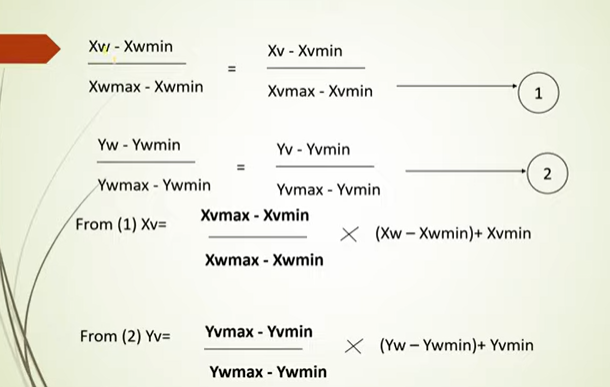 Xw - Xwmin
Xwmax - Xwmin
=
Xv - Xvmin
Xvmax - Xvmin
1
Yw - Ywmin
Ywmax - Ywmin
=
Yv - Yvmin
Yvmax - Yvmin
2
From (1) Xv=
Xvmax - Xvmin
Xwmax - Xwmin
× (Xw – Xwmin)+ Xvmin
From (2) Yv=
Yvmax - Yvmin
Ywmax - Ywmin
× (Yw – Ywmin)+ Yvmin